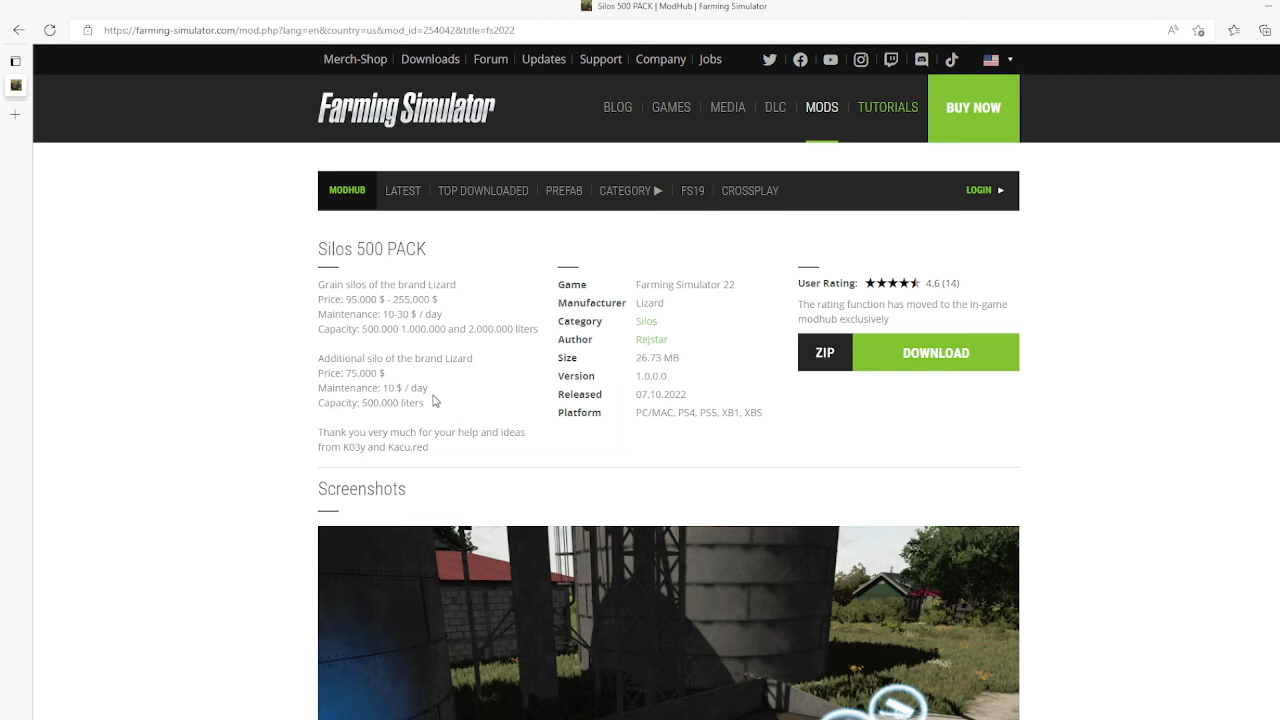 Silos 500 PACK | ModHub | Farming Simulator
https://farming-simulator.com/mod.php?lang=en&country=us&mod_id=254042&title=fs2022
Merch-Shop Downloads Forum Updates Support Company Jobs
Farming Simulator
BLOG GAMES MEDIA DLC MODS TUTORIALS BUY NOW
MODHUB LATEST TOP DOWNLOADED PREFAB CATEGORY ▶ FS19 CROSSPLAY LOGIN ▶
Silos 500 PACK
Grain silos of the brand Lizard
Price: 95.000 $ - 255.000 $
Maintenance: 10-30 $ / day
Capacity: 500.000 1.000.000 and 2.000.000 liters
Additional silo of the brand Lizard
Price: 75.000 $
Maintenance: 10 $ / day
Capacity: 500.000 liters
Thank you very much for your help and ideas
from K03y and Kacu.red
Game Farming Simulator 22
Manufacturer Lizard
Category Silos
Author Rejstar
Size 26.73 MB
Version 1.0.0.0
Released 07.10.2022
Platform PC/MAC, PS4, PS5, XB1, XBS
User Rating: 4.6 (14)
The rating function has moved to the in-game
modhub exclusively
ZIP DOWNLOAD
Screenshots